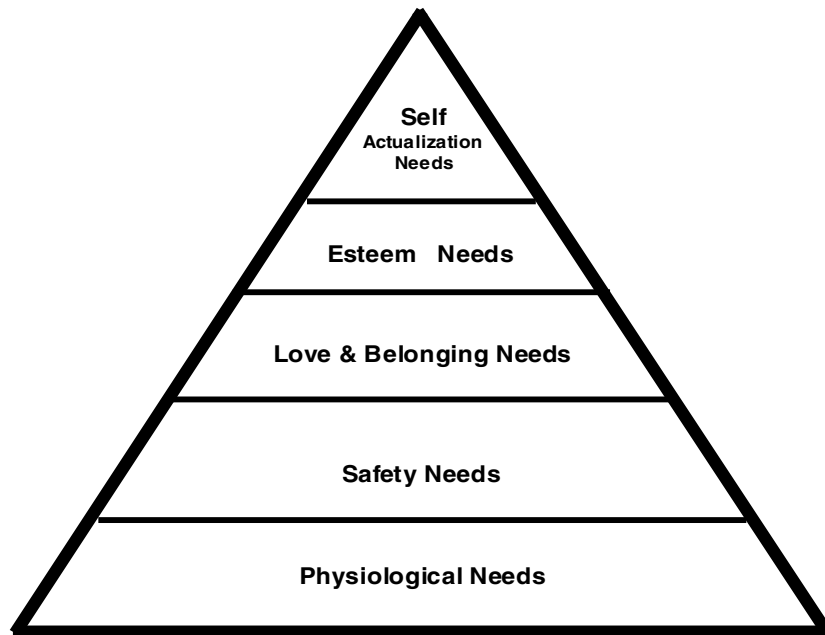 Self
Actualization
Needs
Esteem Needs
Love & Belonging Needs
Safety Needs
Physiological Needs